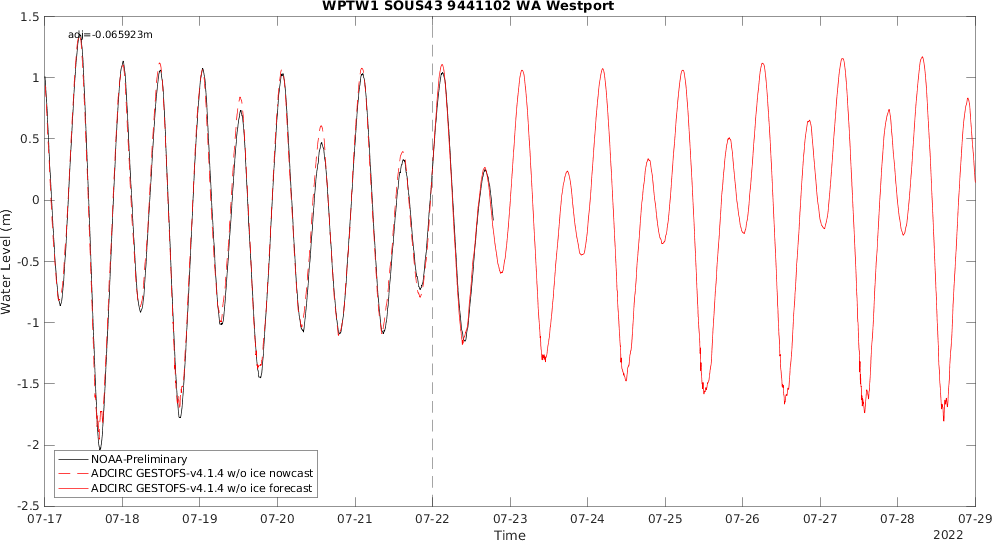 WPTW1 SOUS43 9441102 WA Westport
adj=-0.065923m
1.5
1
0.5
0
-0.5
-1
-1.5
-2
-2.5
Water Level (m)
NOAA-Preliminary
ADCIRC GESTOFS-v4.1.4 w/o ice nowcast
ADCIRC GESTOFS-v4.1.4 w/o ice forecast
07-17 07-18 07-19 07-20 07-21 07-22 07-23 07-24 07-25 07-26 07-27 07-28 07-29
Time
2022